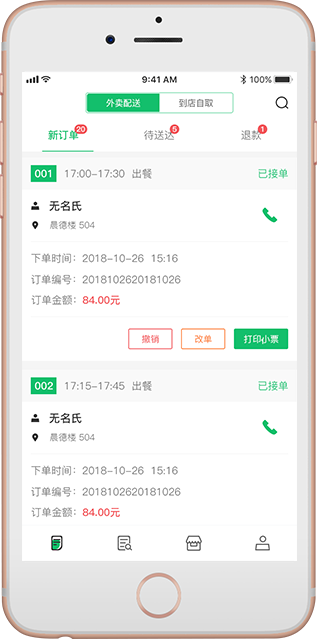 9:41 AM
100%
外卖配送
到店自取
新订单 20
待送达 5
退款 1
001 17:00-17:30 出餐 已接单
无名氏
晨德楼 504
下单时间：2018-10-26 15:16
订单编号：2018102620181026
订单金额：84.00元
撤销 改单 打印小票
002 17:15-17:45 出餐 已接单
无名氏
晨德楼 504
下单时间：2018-10-26 15:16
订单编号：2018102620181026
订单金额：84.00元